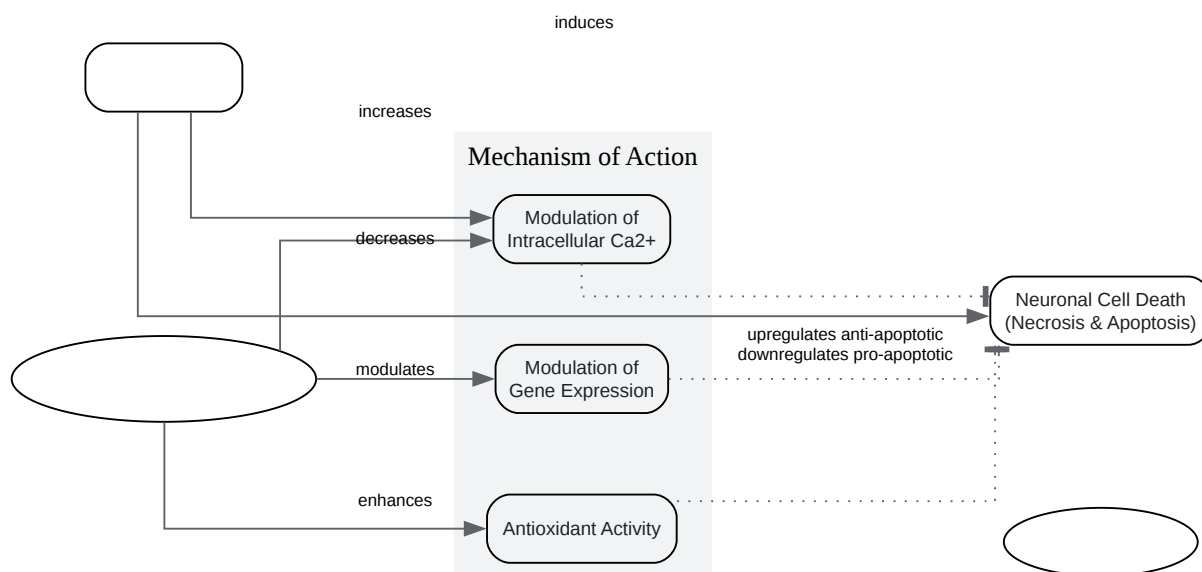 induces
increases
Mechanism of Action
Modulation of
Intracellular Ca2+
decreases
Neuronal Cell Death
(Necrosis & Apoptosis)
upregulates anti-apoptotic
downregulates pro-apoptotic
modulates
Modulation of
Gene Expression
enhances
Antioxidant Activity